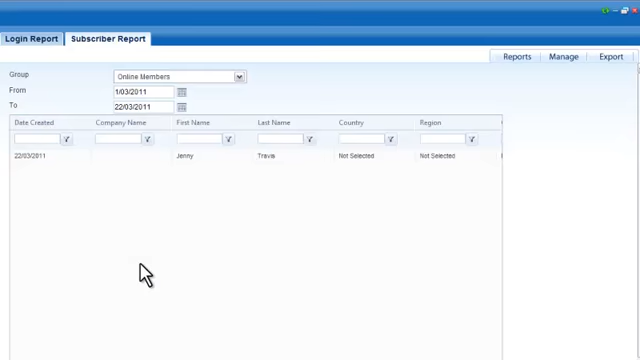 Login Report Subscriber Report
Reports Manage Export
Group Online Members
From 1/03/2011
To 22/03/2011
Date Created Company Name First Name Last Name Country Region
22/03/2011 Jenny Travis Not Selected Not Selected